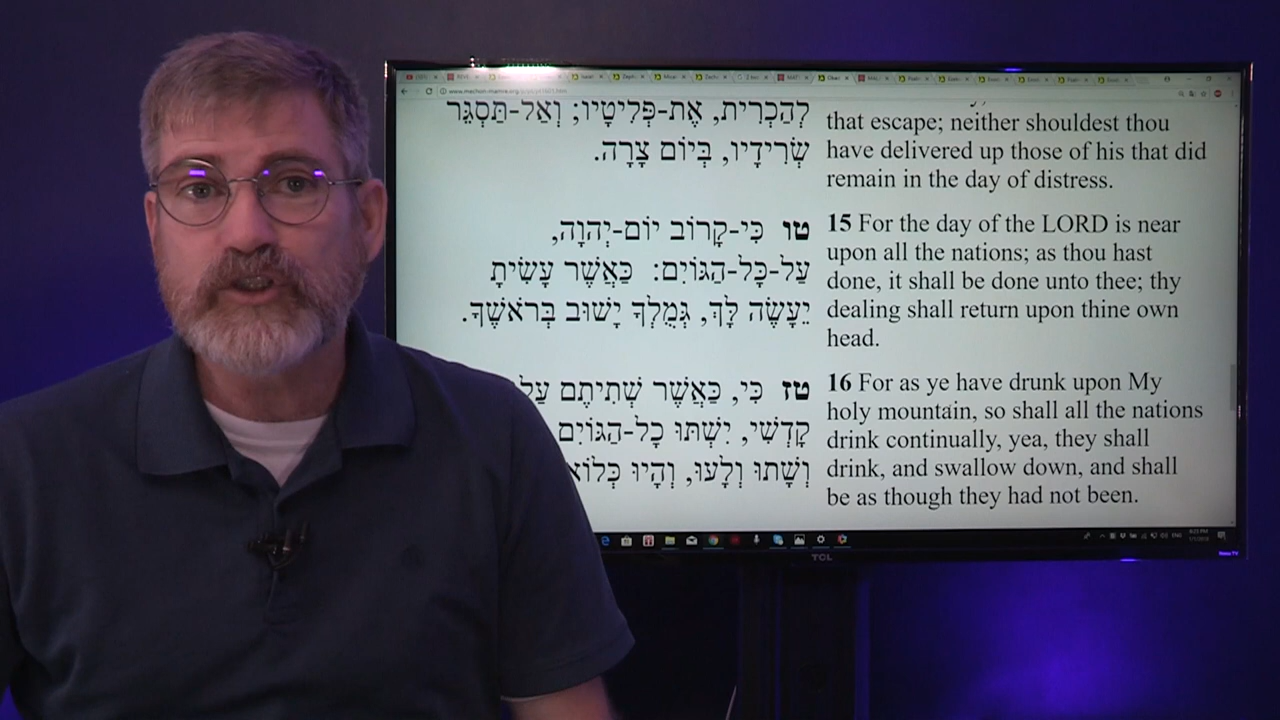 www.mechon-mamre.org
לְהַכְרִית, אֶת-פְּלִיטָיו; וְאַל-תַּסְגֵּר
שְׂרִידָיו, בְּיוֹם צָרָה.
that escape; neither shouldest thou
have delivered up those of his that did
remain in the day of distress.
טו כִּי-קָרוֹב יוֹם-יְהוָה,
עַל-כָּל-הַגּוֹיִם: כַּאֲשֶׁר עָשִׂיתָ
יֵעָשֶׂה לָּךְ, גְּמֻלְךָ יָשׁוּב בְּרֹאשֶׁךָ.
15 For the day of the LORD is near
upon all the nations; as thou hast
done, it shall be done unto thee; thy
dealing shall return upon thine own
head.
טז כִּי, כַּאֲשֶׁר שְׁתִיתֶם עַל
קָדְשִׁי, יִשְׁתּוּ כָל-הַגּוֹיִם
וְשָׁתוּ וְלָעוּ, וְהָיוּ כְּלוֹא
16 For as ye have drunk upon My
holy mountain, so shall all the nations
drink continually, yea, they shall
drink, and swallow down, and shall
be as though they had not been.
TCL